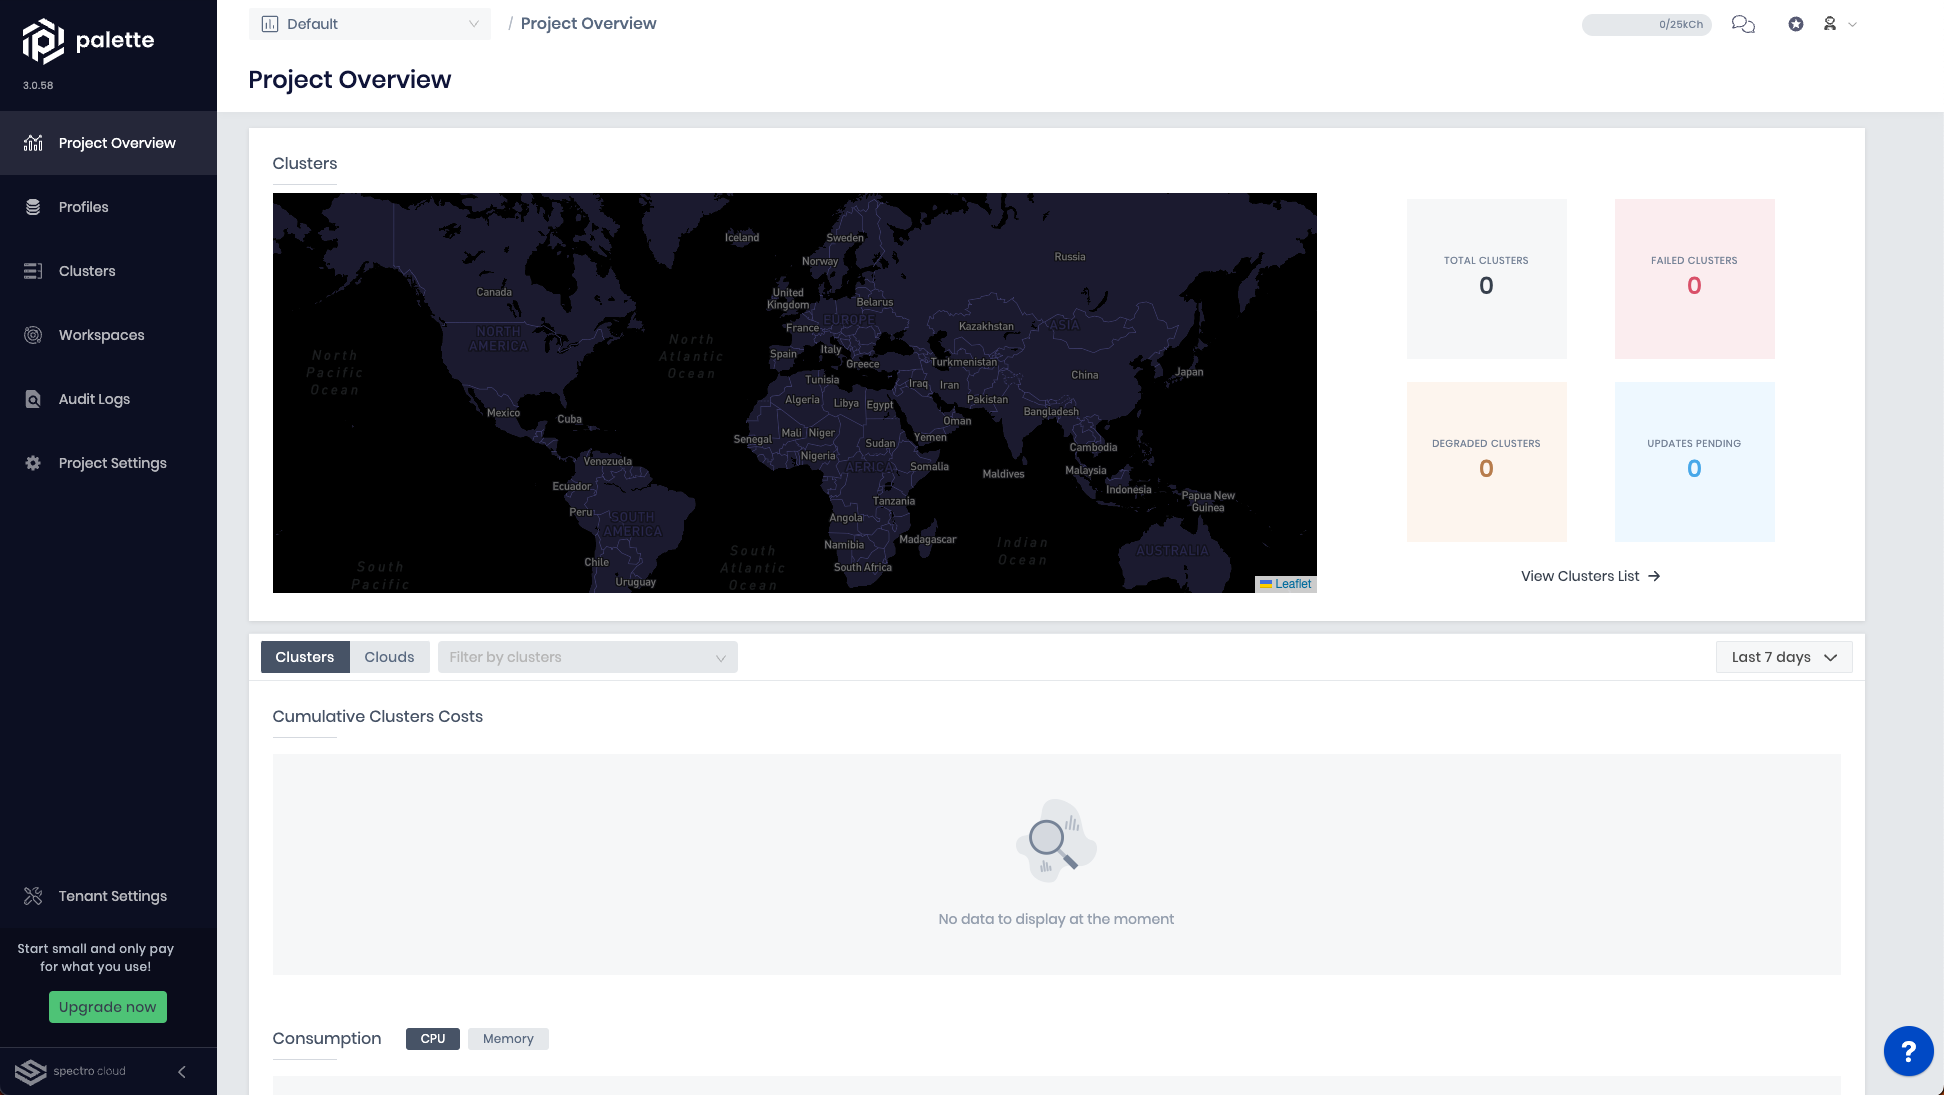 palette
3.0.58
Project Overview
Profiles
Clusters
Workspaces
Audit Logs
Project Settings
Tenant Settings
Start small and only pay
for what you use!
Upgrade now
spectro cloud
Default
/ Project Overview
0/25kCh
Project Overview
Clusters
Iceland
Sweden
Norway
Russia
Canada
United
Kingdom
Belarus
EUROPE
France
NORTH
AMERICA
Kazakhstan
ASIA
North
Atlantic
Ocean
North
Pacific
Ocean
Spain
Italy
Greece
Turkmenistan
China
Japan
Tunisia
Iraq
Iran
Algeria
Libya
Egypt
Pakistan
Bangladesh
Mexico
Cuba
Oman
Senegal
Mali
Niger
Sudan
Yemen
Nigeria
Cambodia
Venezuela
AFRICA
Somalia
Maldives
Malaysia
Ecuador
Indonesia
Papua New
Guinea
Peru
Tanzania
SOUTH
AMERICA
Angola
Namibia
Madagascar
Indian
Ocean
AUSTRALIA
South
Atlantic
Ocean
Chile
South Africa
South
Pacific
Uruguay
Leaflet
TOTAL CLUSTERS
0
FAILED CLUSTERS
0
DEGRADED CLUSTERS
0
UPDATES PENDING
0
View Clusters List →
Clusters
Clouds
Filter by clusters
Last 7 days
Cumulative Clusters Costs
No data to display at the moment
Consumption
CPU
Memory
?